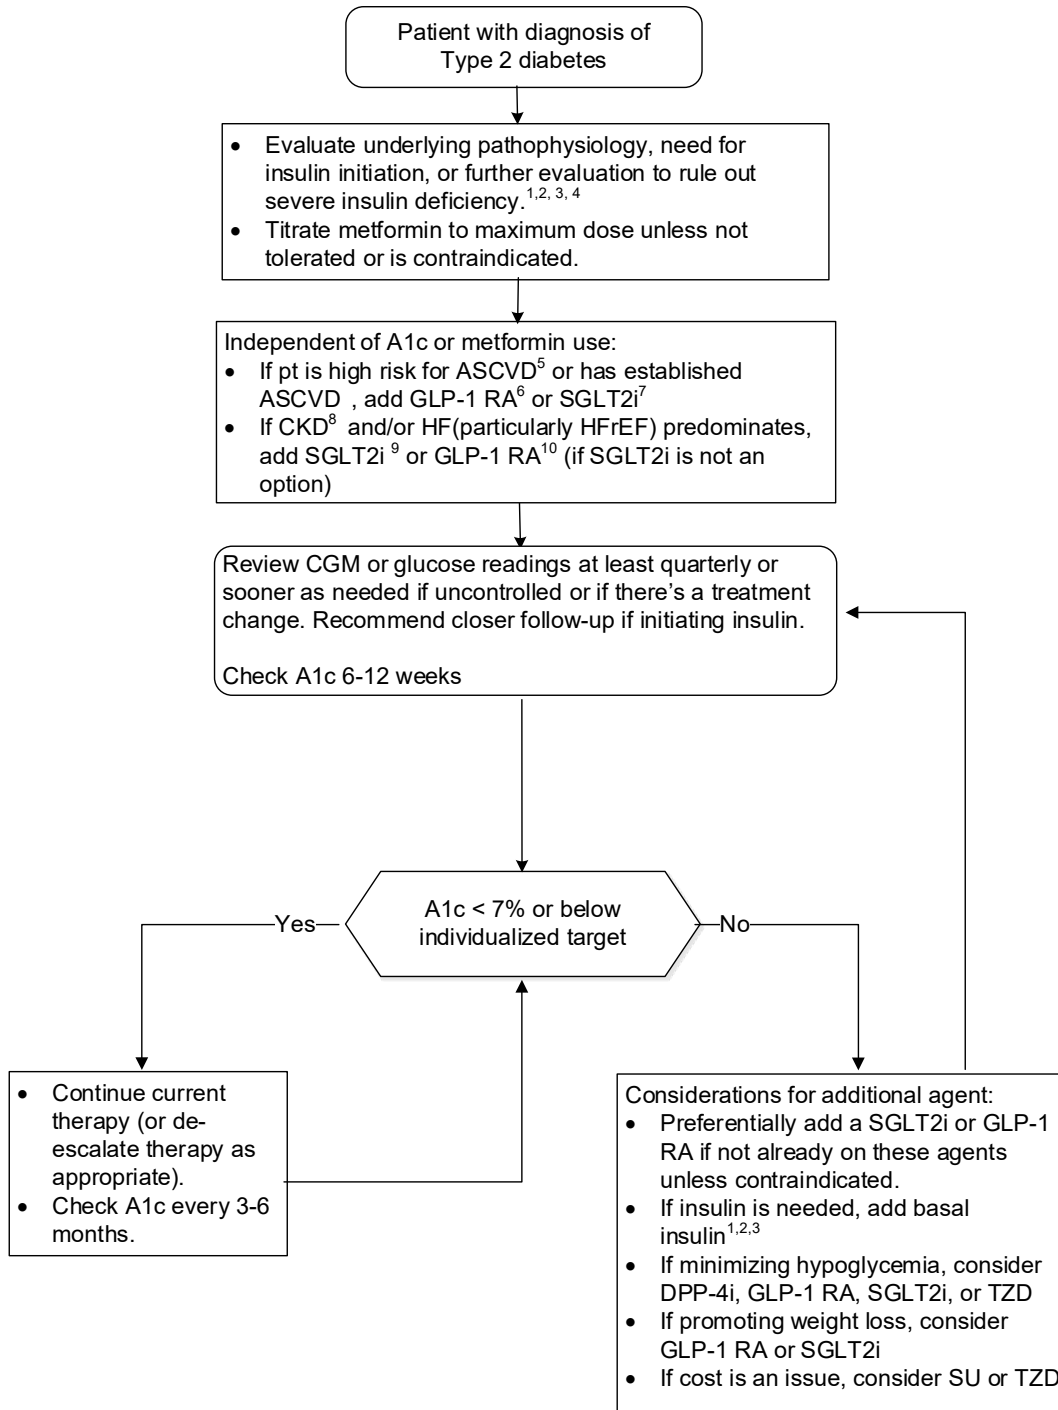 Patient with diagnosis of
Type 2 diabetes
• Evaluate underlying pathophysiology, need for
insulin initiation, or further evaluation to rule out
severe insulin deficiency.1,2, 3, 4
• Titrate metformin to maximum dose unless not
tolerated or is contraindicated.
Independent of A1c or metformin use:
• If pt is high risk for ASCVD5 or has established
ASCVD , add GLP-1 RA6 or SGLT2i7
• If CKD8 and/or HF(particularly HFrEF) predominates,
add SGLT2i 9 or GLP-1 RA10 (if SGLT2i is not an
option)
Review CGM or glucose readings at least quarterly or
sooner as needed if uncontrolled or if there's a treatment
change. Recommend closer follow-up if initiating insulin.
Check A1c 6-12 weeks
A1c < 7% or below
individualized target
Yes
No
• Continue current
therapy (or de-
escalate therapy as
appropriate).
• Check A1c every 3-6
months.
Considerations for additional agent:
• Preferentially add a SGLT2i or GLP-1
RA if not already on these agents
unless contraindicated.
• If insulin is needed, add basal
insulin1,2,3
• If minimizing hypoglycemia, consider
DPP-4i, GLP-1 RA, SGLT2i, or TZD
• If promoting weight loss, consider
GLP-1 RA or SGLT2i
• If cost is an issue, consider SU or TZD